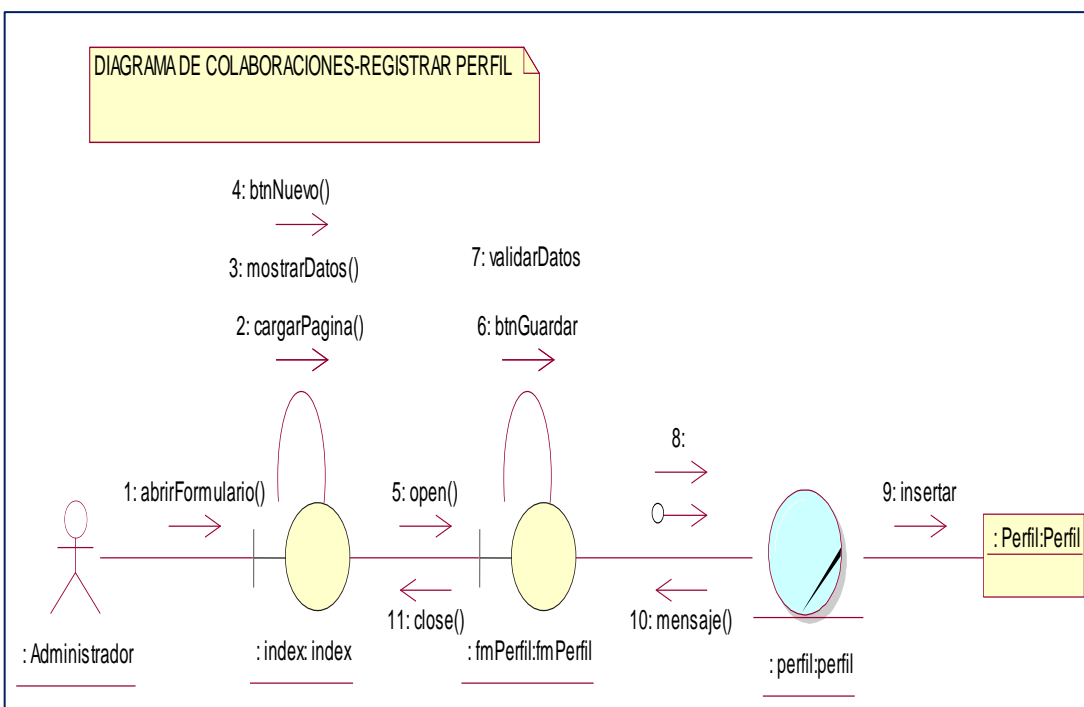 DIAGRAMA DE COLABORACIONES-REGISTRAR PERFIL
4: btnNuevo()
3: mostrarDatos()
2: cargarPagina()
7: validarDatos
6: btnGuardar
8:
1: abrirFormulario()
5: open()
9: insertar
: Perfil:Perfil
11: close()
10: mensaje()
: Administrador
: index: index
: fmPerfil:fmPerfil
: perfil:perfil